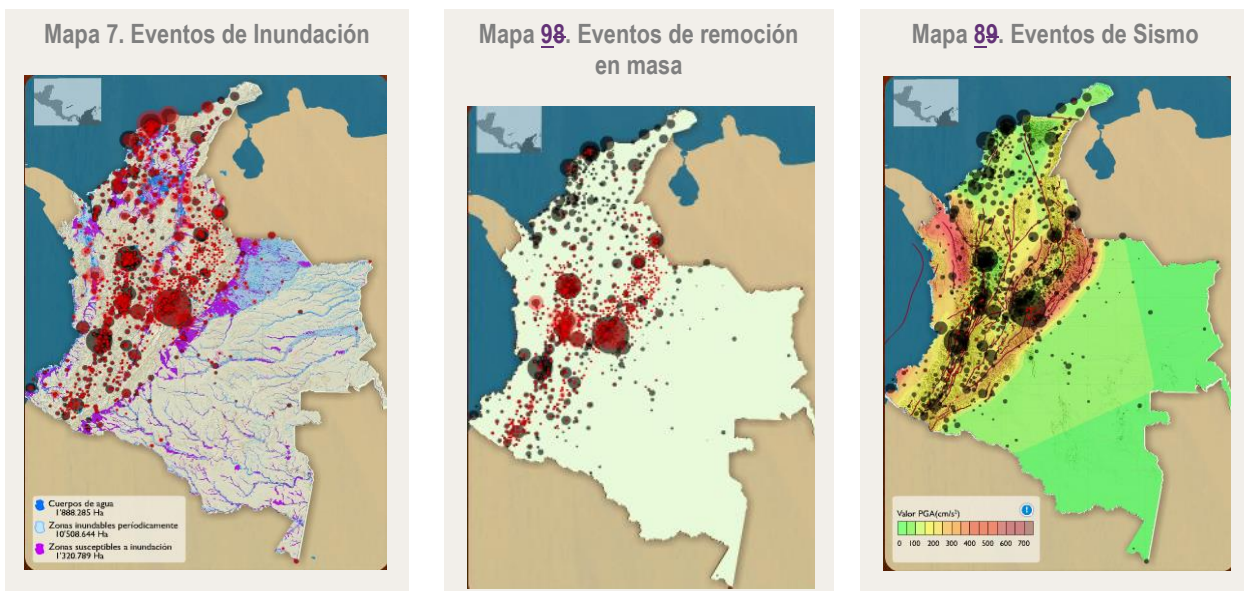 Mapa 7. Eventos de Inundación
Cuerpos de agua
1'888.285 Ha
Zonas inundables períodicamente
10'508.644 Ha
Zonas susceptibles a inundación
1'320.789 Ha
Mapa 98. Eventos de remoción
en masa
Mapa 89. Eventos de Sismo
Valor PGA(cm/s²)
0 100 200 300 400 500 600 700